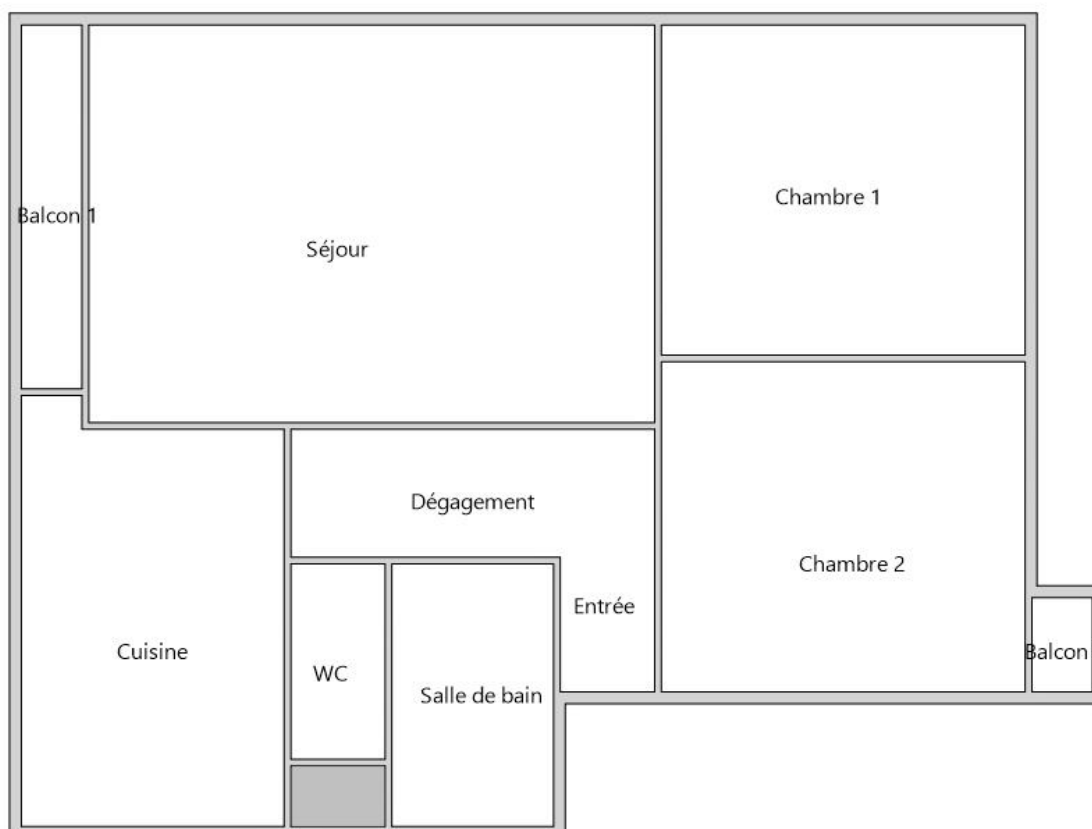 Chambre 1
Balcon 1
Séjour
Dégagement
Chambre 2
Entrée
Cuisine
Balcon
WC
Salle de bain